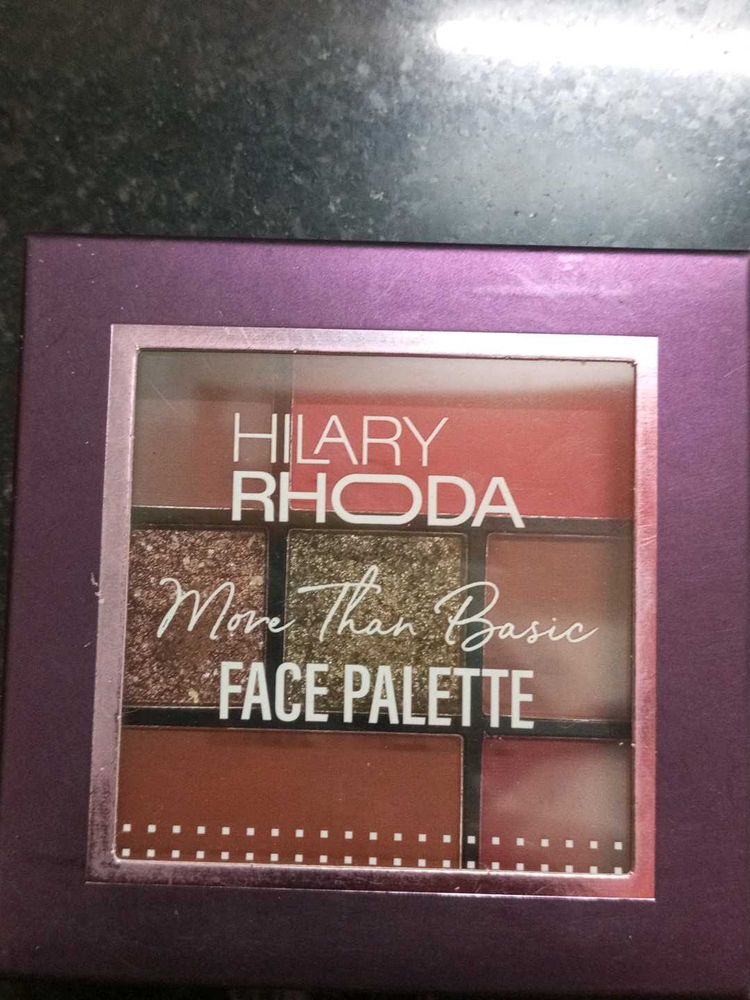 HILARY
RHODA
More Than Basic
FACE PALETTE